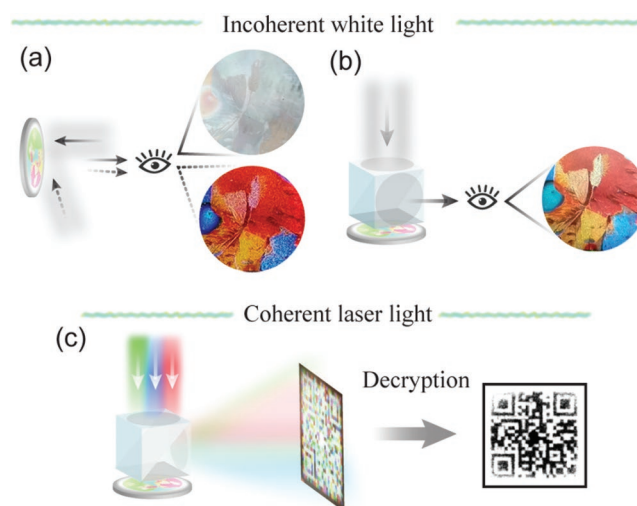 Incoherent white light
(a)
(b)
Coherent laser light
(c)
Decryption